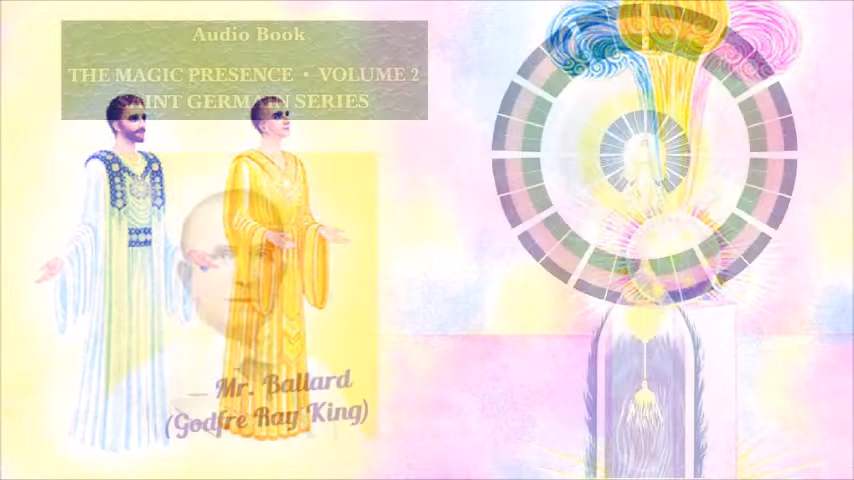 Audio Book
THE MAGIC PRESENCE • VOLUME 2
SAINT GERMAIN SERIES
— Mr. Ballard
(Godfre Ray King)